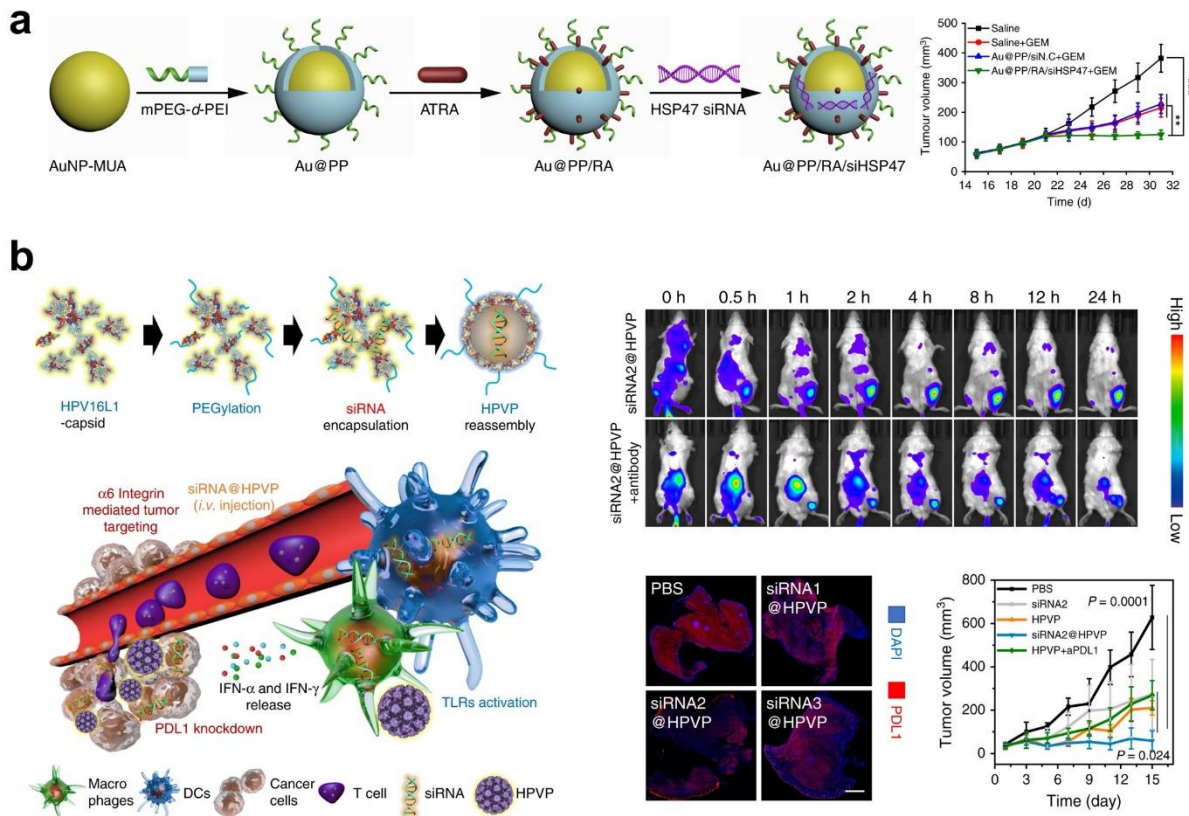 a
mPEG-d-PEI
ATRA
HSP47 siRNA
AuNP-MUA
Au@PP
Au@PP/RA
Au@PP/RA/siHSP47
Tumour volume (mm³)
500
400
300
200
100
0
Saline
Saline+GEM
Au@PP/siN.C+GEM
Au@PP/RA/siHSP47+GEM
**
14 16 18 20 22 24 26 28 30 32
Time (d)
b
HPV16L1
-capsid
PEGylation
siRNA
encapsulation
HPVP
reassembly
α6 Integrin
mediated tumor
targeting
siRNA@HPVP
(i.v. injection)
IFN-α and IFN-γ
release
TLRs activation
PDL1 knockdown
Macro
phages
DCs
Cancer
cells
T cell
siRNA
HPVP
0 h 0.5 h 1 h 2 h 4 h 8 h 12 h 24 h
siRNA2@HPVP
siRNA2@HPVP
+antibody
High
Low
PBS
siRNA1
@HPVP
siRNA2
@HPVP
siRNA3
@HPVP
DAPI
PDL1
Tumor volume (mm³)
800
600
400
200
0
PBS
siRNA2
HPVP
siRNA2@HPVP
HPVP+aPDL1
P = 0.0001
P = 0.024
0 3 6 9 12 15
Time (day)